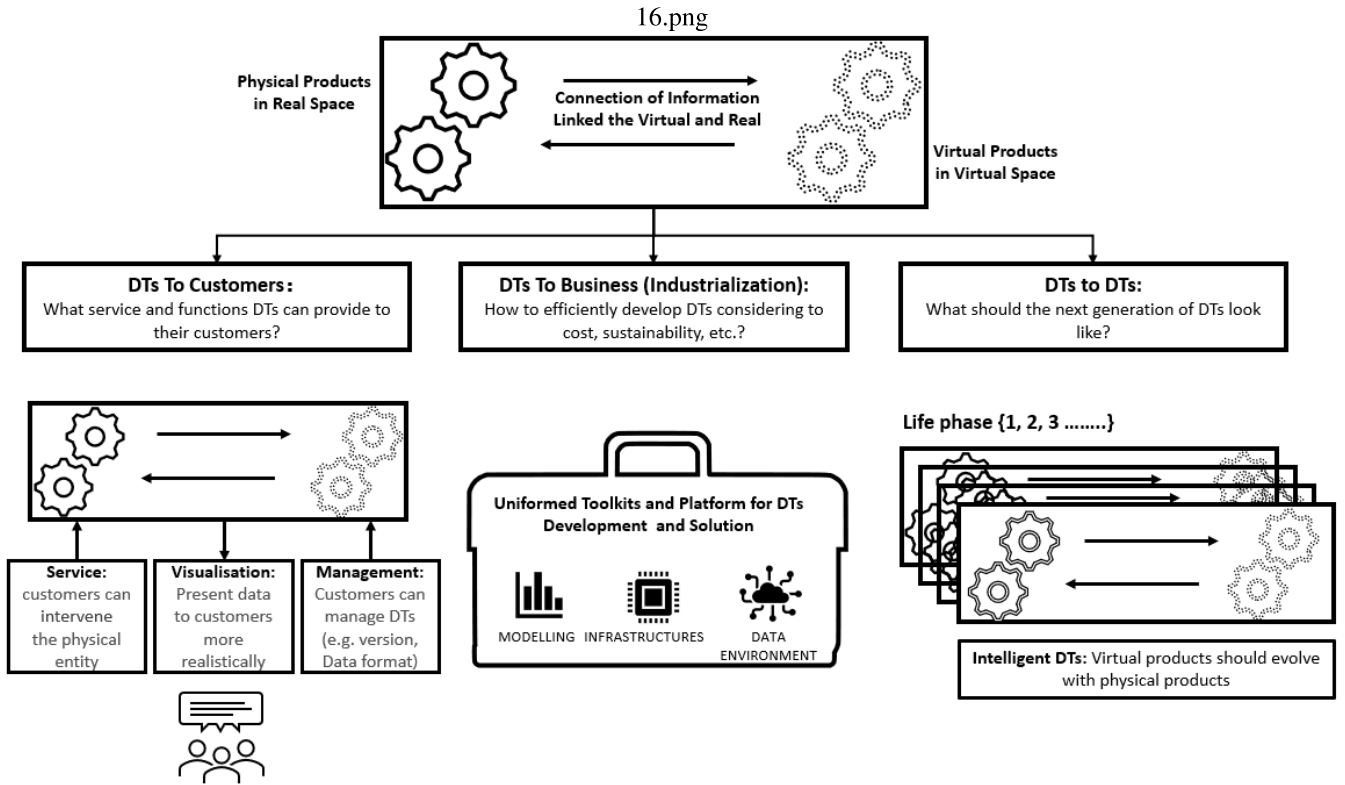 16.png
Physical Products
in Real Space
Connection of Information
Linked the Virtual and Real
Virtual Products
in Virtual Space
DTs To Customers：
What service and functions DTs can provide to
their customers?
DTs To Business (Industrialization):
How to efficiently develop DTs considering to
cost, sustainability, etc.?
DTs to DTs:
What should the next generation of DTs look
like?
Service:
customers can
intervene
the physical
entity
Visualisation:
Present data
to customers
more
realistically
Management:
Customers can
manage DTs
(e.g. version,
Data format)
Uniformed Toolkits and Platform for DTs
Development and Solution
MODELLING
INFRASTRUCTURES
DATA
ENVIRONMENT
Life phase {1, 2, 3 ........}
Intelligent DTs: Virtual products should evolve
with physical products